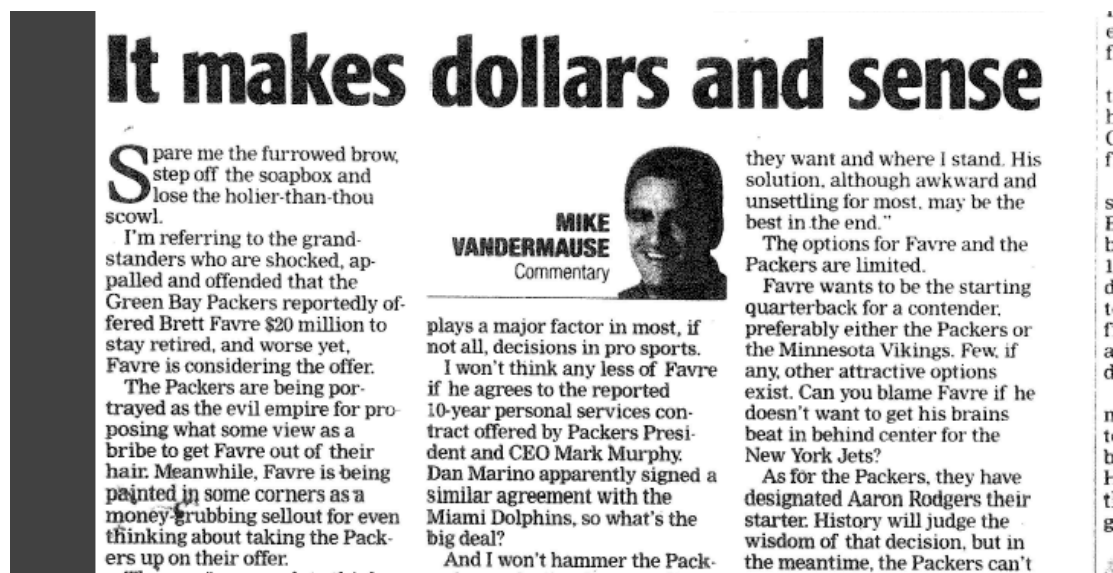 It makes dollars and sense
Spare me the furrowed brow,
step off the soapbox and
lose the holier-than-thou
scowl.
I'm referring to the grand-
standers who are shocked, ap-
palled and offended that the
Green Bay Packers reportedly of-
fered Brett Favre $20 million to
stay retired, and worse yet,
Favre is considering the offer.
The Packers are being por-
trayed as the evil empire for pro-
posing what some view as a
bribe to get Favre out of their
hair. Meanwhile, Favre is being
painted in some corners as a
money-grubbing sellout for even
thinking about taking the Pack-
ers up on their offer.
MIKE
VANDERMAUSE
Commentary
plays a major factor in most, if
not all, decisions in pro sports.
I won't think any less of Favre
if he agrees to the reported
10-year personal services con-
tract offered by Packers Presi-
dent and CEO Mark Murphy.
Dan Marino apparently signed a
similar agreement with the
Miami Dolphins, so what's the
big deal?
And I won't hammer the Pack-
they want and where I stand. His
solution, although awkward and
unsettling for most, may be the
best in the end."
The options for Favre and the
Packers are limited.
Favre wants to be the starting
quarterback for a contender,
preferably either the Packers or
the Minnesota Vikings. Few, if
any, other attractive options
exist. Can you blame Favre if he
doesn't want to get his brains
beat in behind center for the
New York Jets?
As for the Packers, they have
designated Aaron Rodgers their
starter. History will judge the
wisdom of that decision, but in
the meantime, the Packers can't